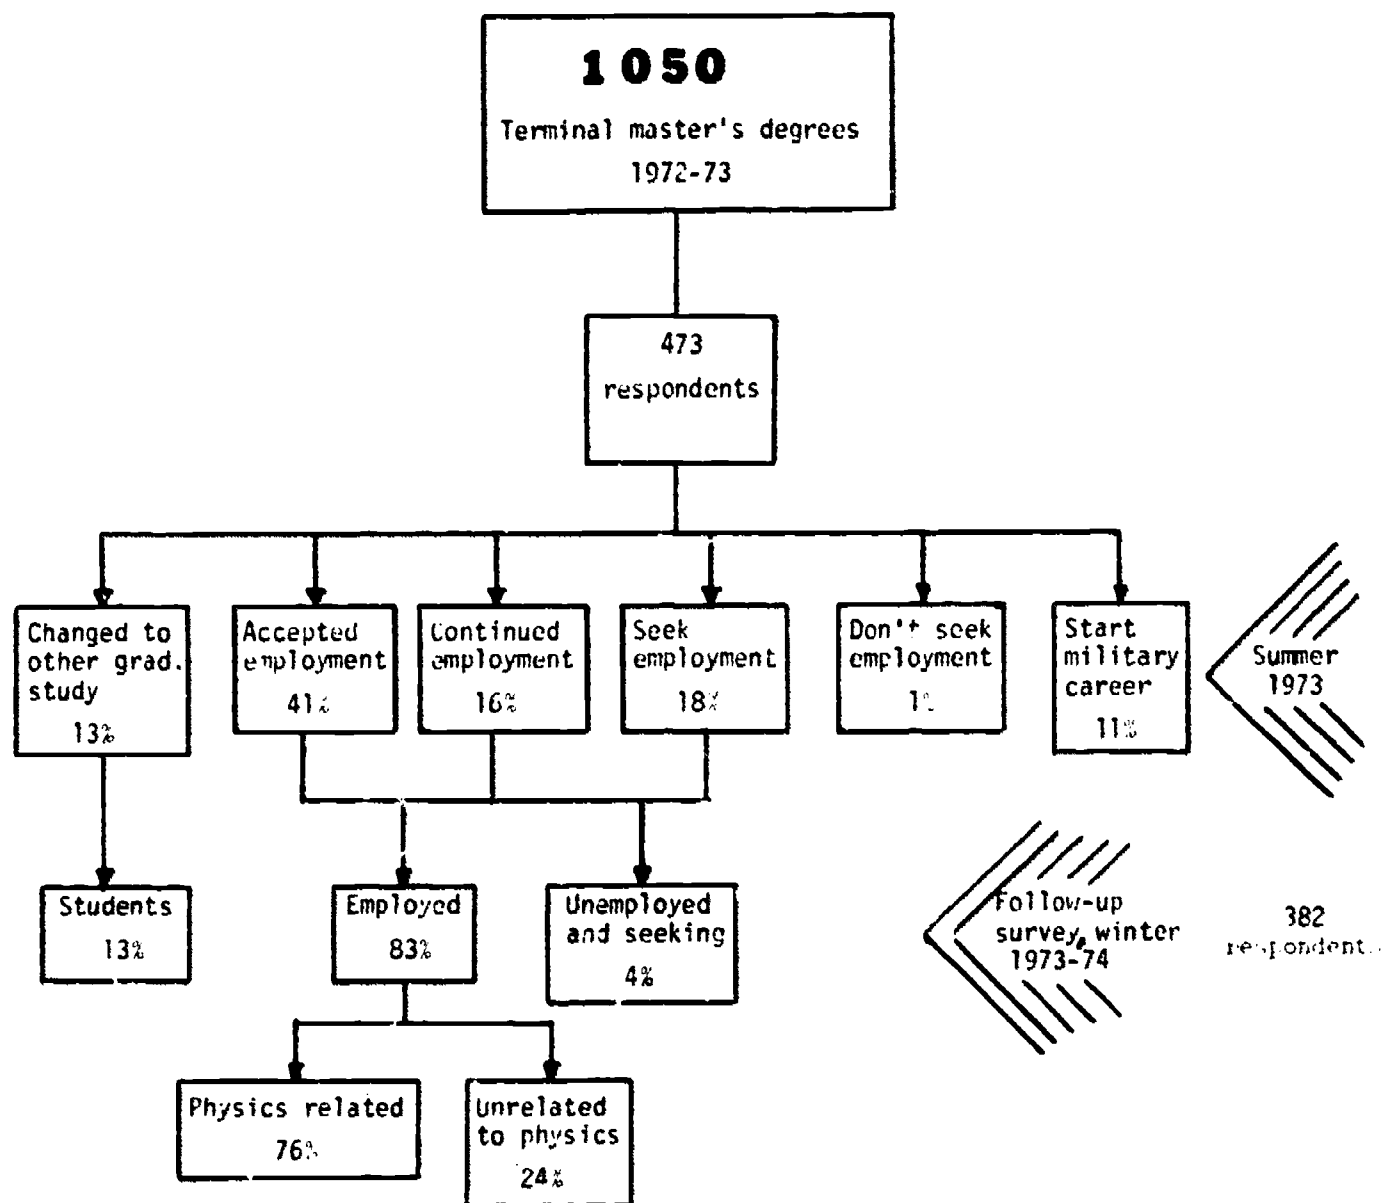 1050
Terminal master's degrees
1972-73
473
respondents
Changed to
other grad.
study
13%
Accepted
employment
41%
Continued
employment
16%
Seek
employment
18%
Don't seek
employment
1%
Start
military
career
11%
Summer
1973
Students
13%
Employed
83%
Unemployed
and seeking
4%
Follow-up
survey, winter
1973-74
382
respondent..
Physics related
76%
Unrelated
to physics
24%